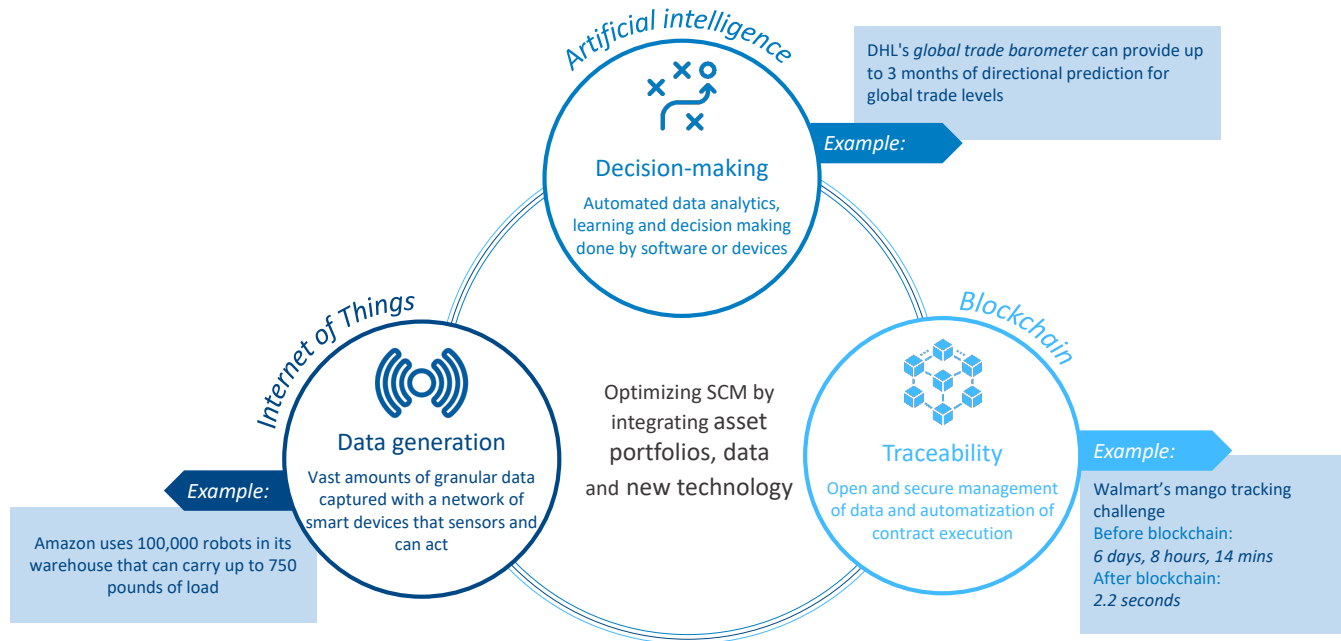 Artificial intelligence
Decision-making
Automated data analytics,
learning and decision making
done by software or devices
Example:
DHL's global trade barometer can provide up
to 3 months of directional prediction for
global trade levels
Internet of Things
Data generation
Vast amounts of granular data
captured with a network of
smart devices that sensors and
can act
Example:
Amazon uses 100,000 robots in its
warehouse that can carry up to 750
pounds of load
Optimizing SCM by
integrating asset
portfolios, data
and new technology
Blockchain
Traceability
Open and secure management
of data and automatization of
contract execution
Example:
Walmart’s mango tracking
challenge
Before blockchain:
6 days, 8 hours, 14 mins
After blockchain:
2.2 seconds